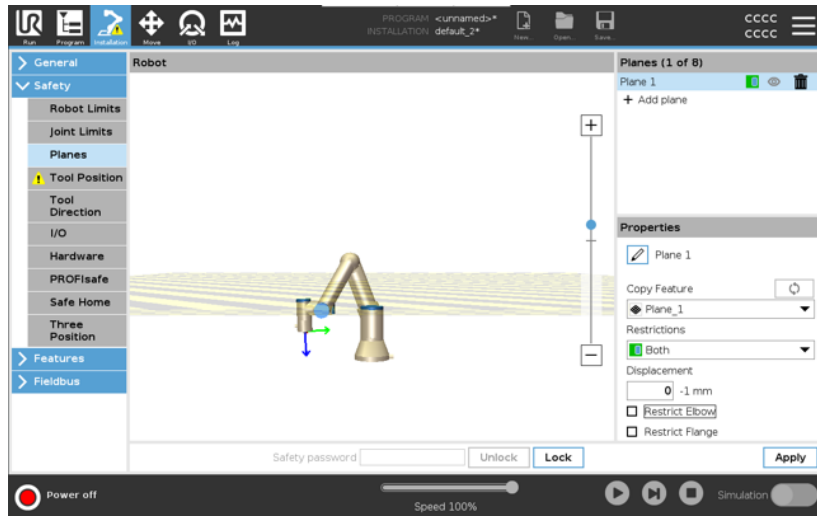 PROGRAM <unnamed>*
INSTALLATION default_2*
UR
Run
Program
Installation
Move
I/O
Log
New...
Open...
Save...
CCCC
CCCC
General
Safety
Robot Limits
Joint Limits
Planes
Tool Position
Tool
Direction
I/O
Hardware
PROFIsafe
Safe Home
Three
Position
Features
Fieldbus
Robot
Planes (1 of 8)
Plane 1
+ Add plane
Properties
Plane 1
Copy Feature
Plane_1
Restrictions
Both
Displacement
0 -1 mm
Restrict Elbow
Restrict Flange
Safety password
Unlock
Lock
Apply
Power off
Speed 100%
Simulation